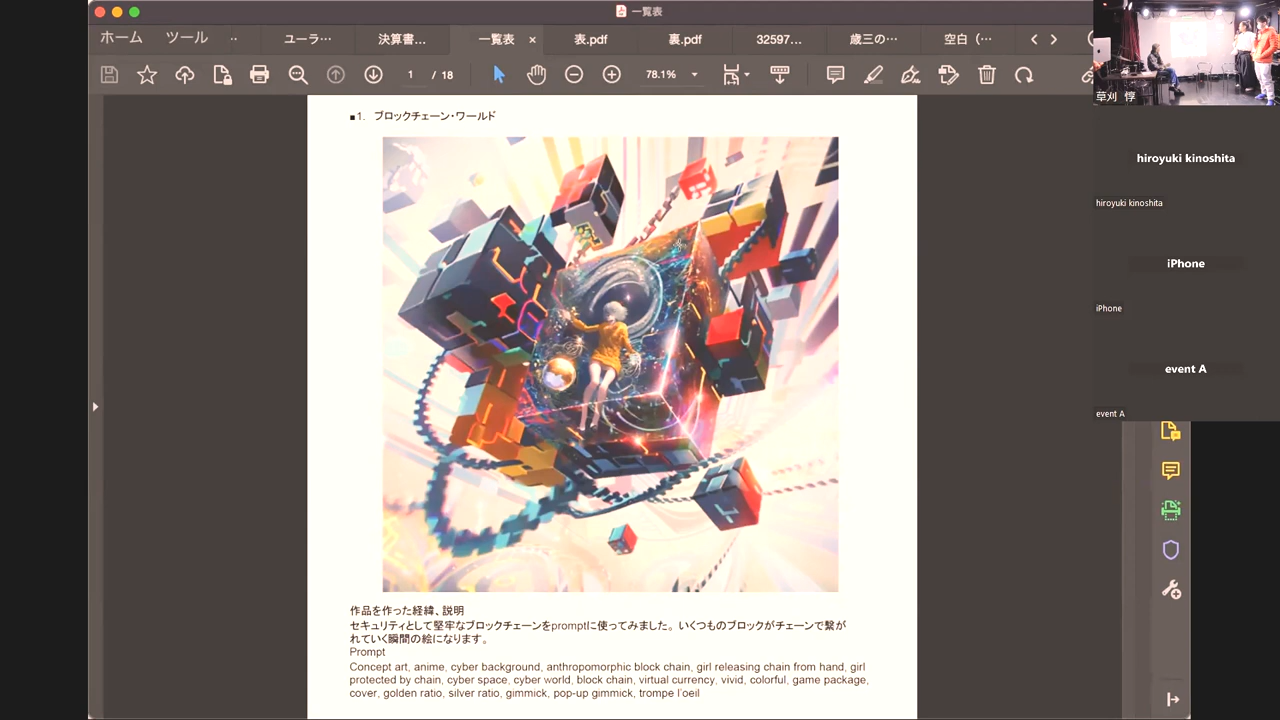 一覧表
ホーム
ツール
ユーラ…
決算書…
一覧表
表.pdf
裏.pdf
32597…
歳三の…
空白（…
1 / 18
78.1%
草刈 惇
hiroyuki kinoshita
hiroyuki kinoshita
iPhone
iPhone
event A
event A
■1. ブロックチェーン・ワールド
作品を作った経緯、説明
セキュリティとして堅牢なブロックチェーンをpromptに使ってみました。いくつものブロックがチェーンで繋が
れていく瞬間の絵になります。
Prompt
Concept art, anime, cyber background, anthropomorphic block chain, girl releasing chain from hand, girl
protected by chain, cyber space, cyber world, block chain, virtual currency, vivid, colorful, game package,
cover, golden ratio, silver ratio, gimmick, pop-up gimmick, trompe l'oeil